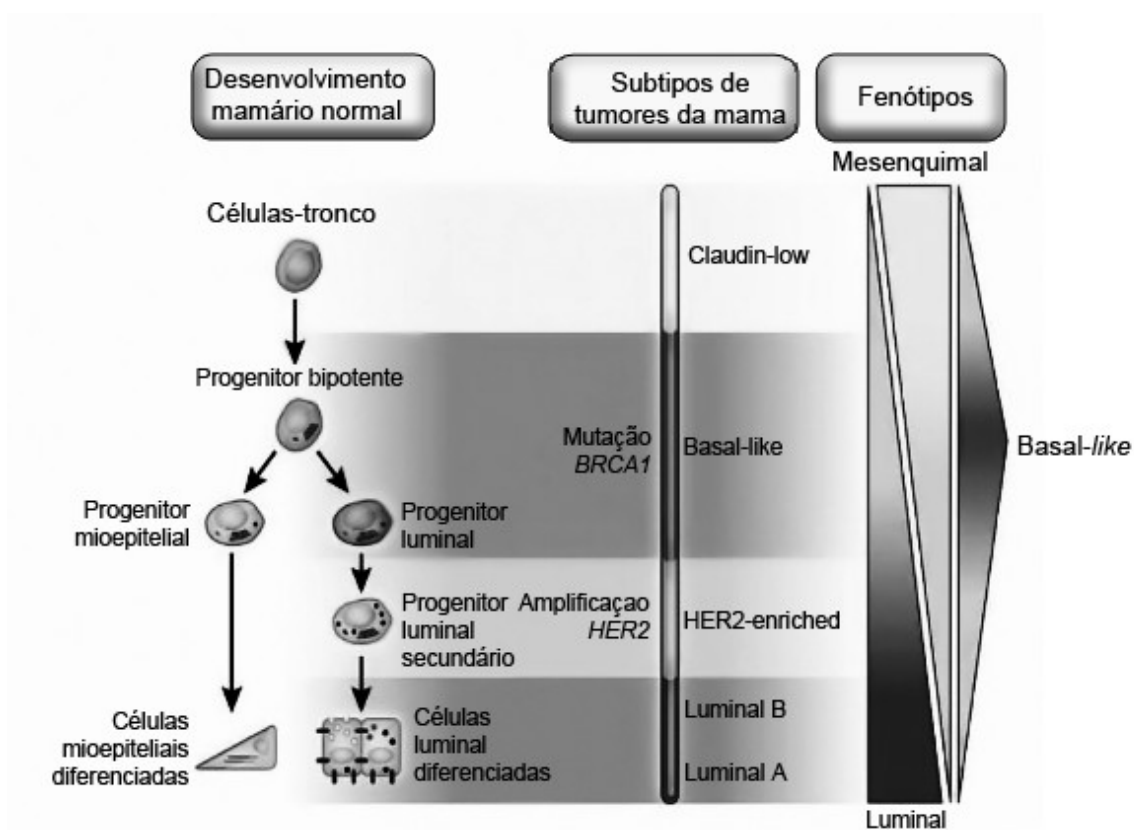 Desenvolvimento
mamário normal
Subtipos de
tumores da mama
Fenótipos
Mesenquimal
Células-tronco
Claudin-low
Progenitor bipotente
Mutação
BRCA1
Basal-like
Basal-like
Progenitor
mioepitelial
Progenitor
luminal
Progenitor
luminal
secundário
Amplificaçao
HER2
HER2-enriched
Células
mioepiteliais
diferenciadas
Células
luminal
diferenciadas
Luminal B
Luminal A
Luminal